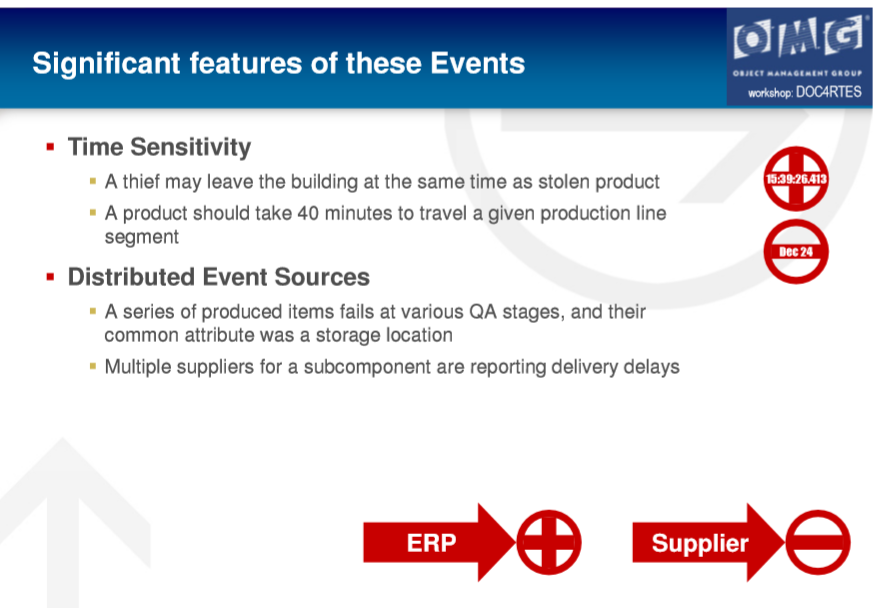 Significant features of these Events
OMG
OBJECT MANAGEMENT GROUP
workshop: DOC4RTES
Time Sensitivity
A thief may leave the building at the same time as stolen product
A product should take 40 minutes to travel a given production line
segment
15:39:26.413
Dec 24
Distributed Event Sources
A series of produced items fails at various QA stages, and their
common attribute was a storage location
Multiple suppliers for a subcomponent are reporting delivery delays
ERP
Supplier